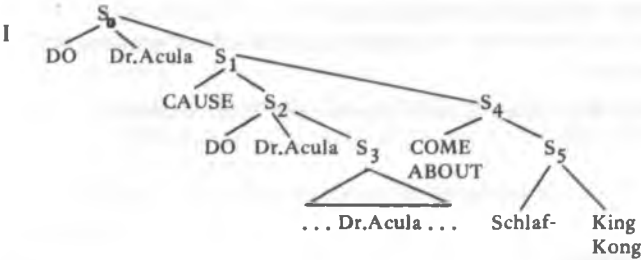 S0
I
DO Dr.Acula S1
CAUSE S2 S4
DO Dr.Acula S3 COME S5
ABOUT
... Dr.Acula ... Schlaf- King
Kong